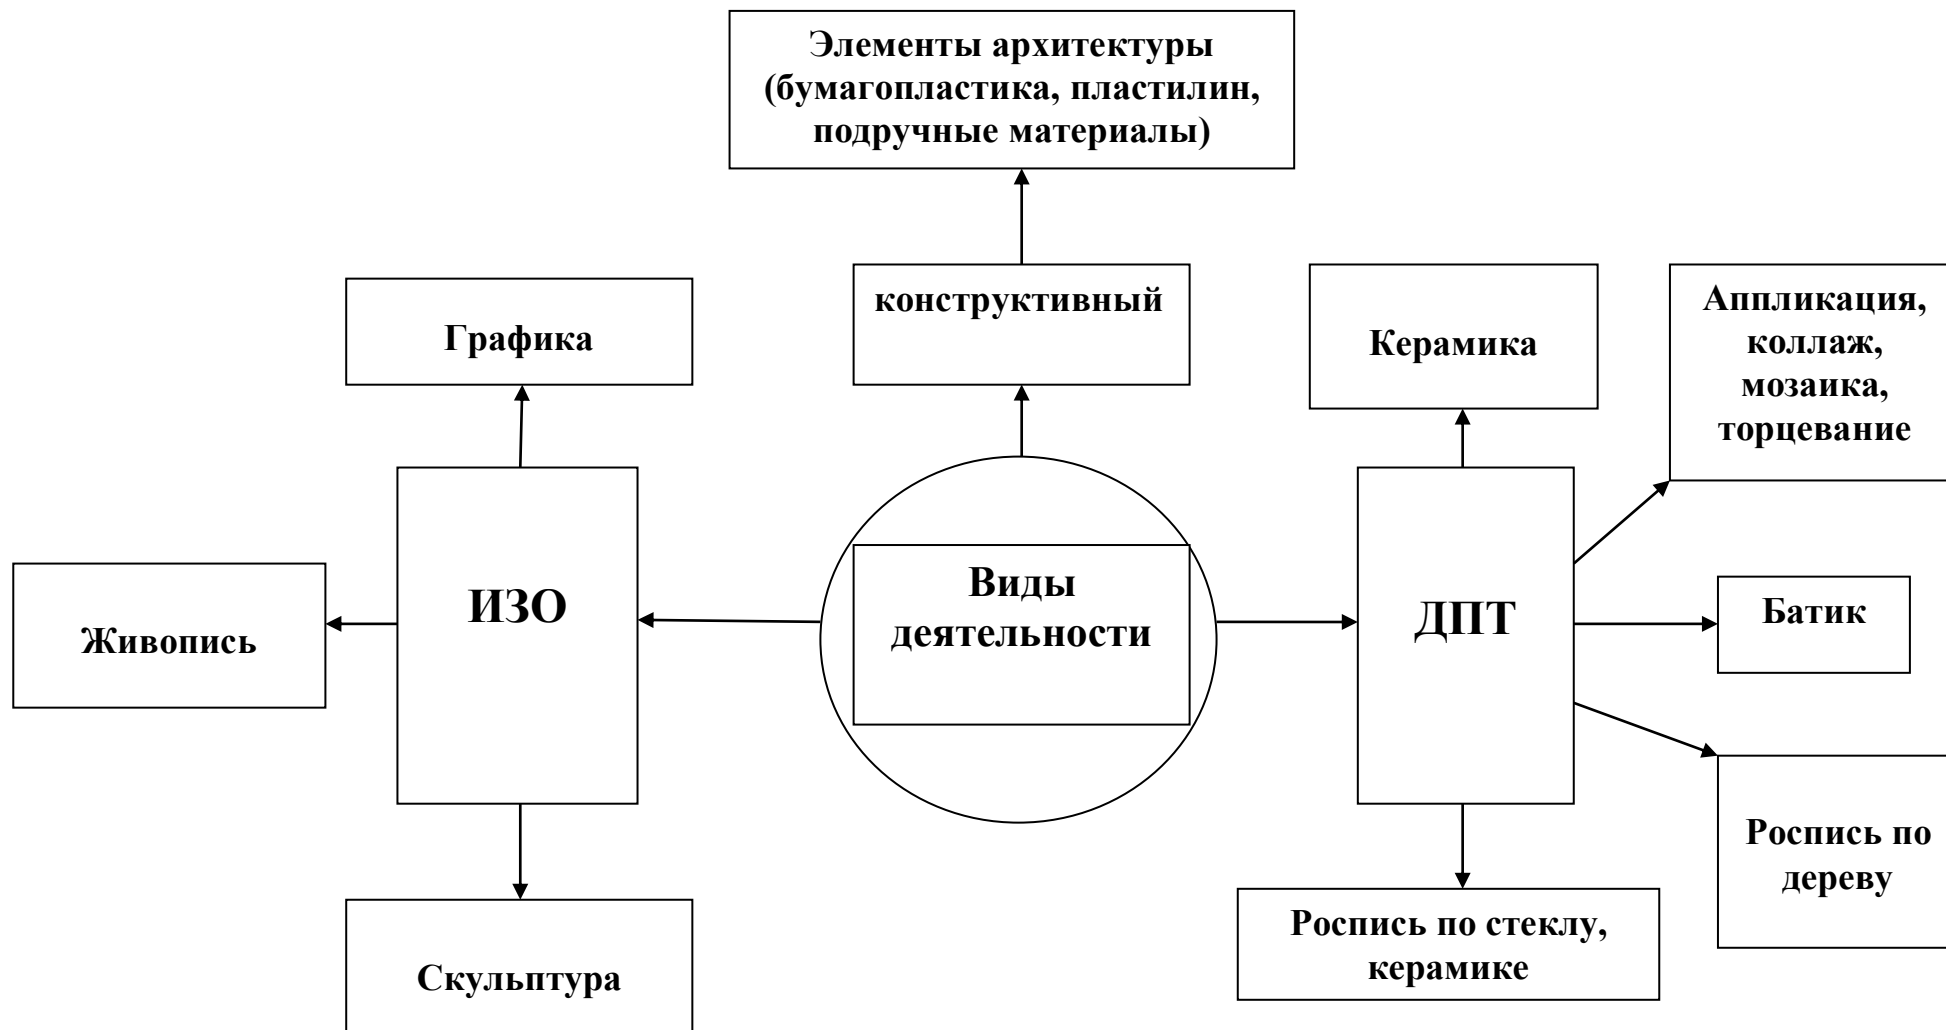 Элементы архитектуры
(бумагопластика, пластилин,
подручные материалы)
конструктивный
Графика
Керамика
Аппликация,
коллаж,
мозаика,
торцевание
ИЗО
Виды
деятельности
ДПТ
Батик
Живопись
Роспись по
дереву
Роспись по стеклу,
керамике
Скульптура